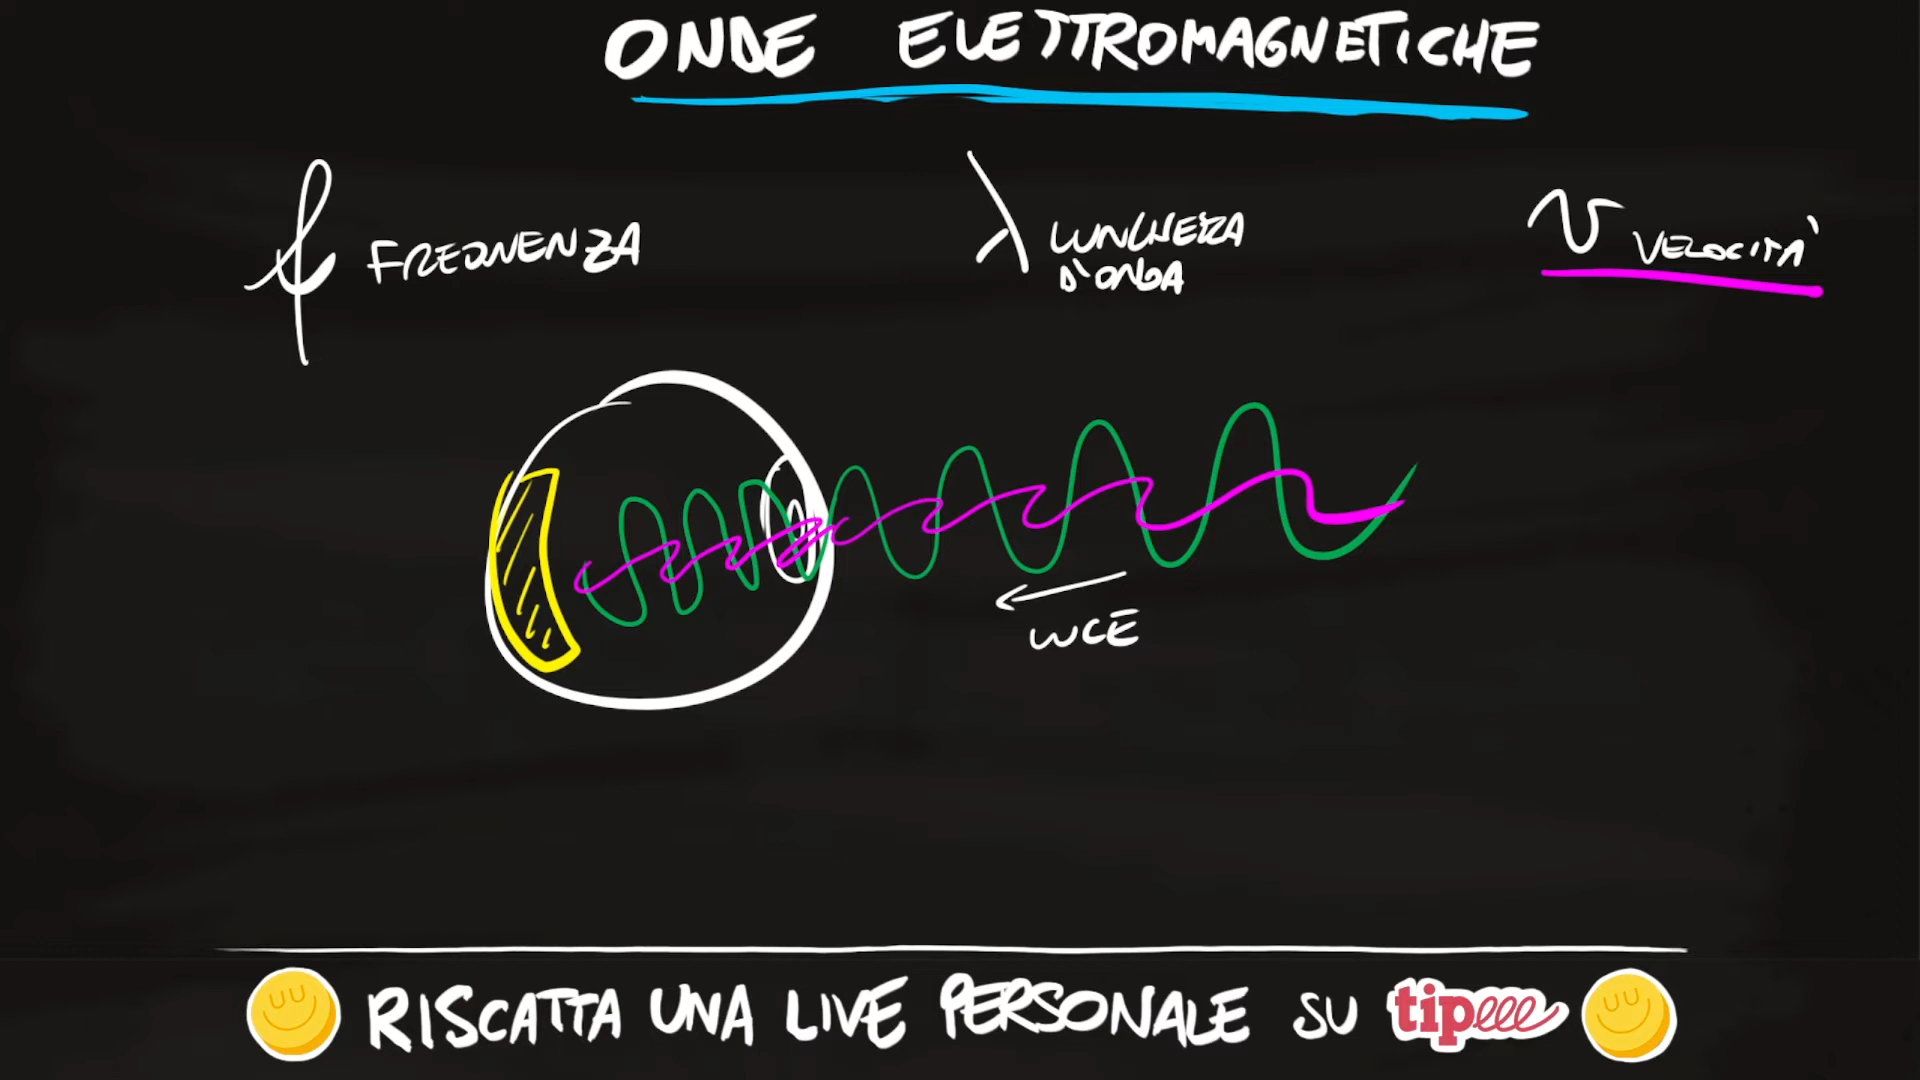 ONDE ELETTROMAGNETICHE
f FREQUENZA
λ LUNGHEZZA
D'ONDA
v VELOCITÀ
LUCE
RISCATTA UNA LIVE PERSONALE SU tipeee